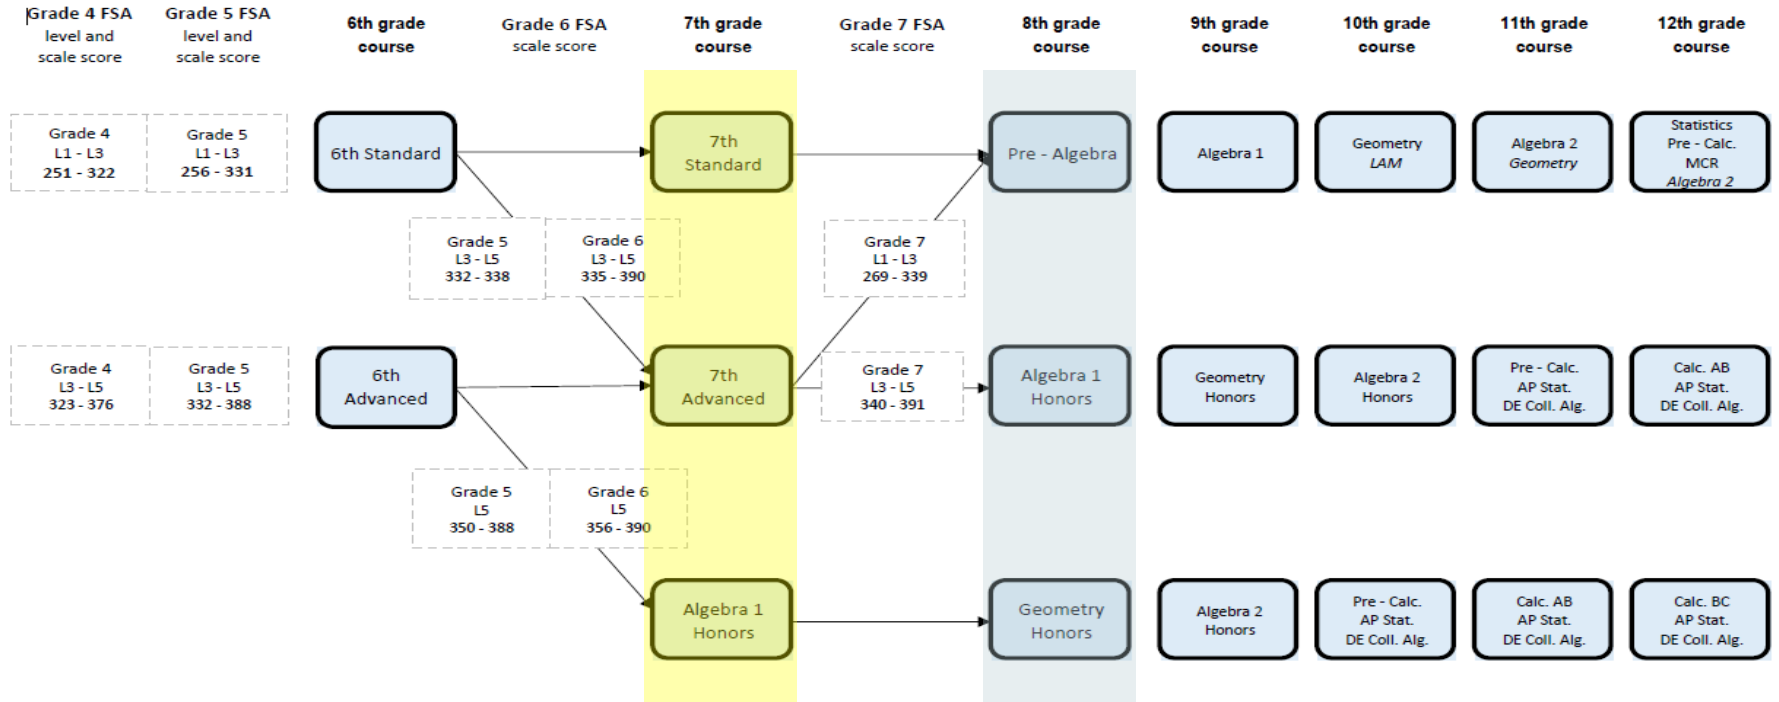 Grade 4 FSA
level and
scale score
Grade 5 FSA
level and
scale score
6th grade
course
Grade 6 FSA
scale score
7th grade
course
Grade 7 FSA
scale score
8th grade
course
9th grade
course
10th grade
course
11th grade
course
12th grade
course
Grade 4
L1 - L3
251 - 322
Grade 5
L1 - L3
256 - 331
6th Standard
7th
Standard
Pre - Algebra
Algebra 1
Geometry
LAM
Algebra 2
Geometry
Statistics
Pre - Calc.
MCR
Algebra 2
Grade 5
L3 - L5
332 - 338
Grade 6
L3 - L5
335 - 390
Grade 7
L1 - L3
269 - 339
Grade 4
L3 - L5
323 - 376
Grade 5
L3 - L5
332 - 388
6th
Advanced
7th
Advanced
Grade 7
L3 - L5
340 - 391
Algebra 1
Honors
Geometry
Honors
Algebra 2
Honors
Pre - Calc.
AP Stat.
DE Coll. Alg.
Calc. AB
AP Stat.
DE Coll. Alg.
Grade 5
L5
350 - 388
Grade 6
L5
356 - 390
Algebra 1
Honors
Geometry
Honors
Algebra 2
Honors
Pre - Calc.
AP Stat.
DE Coll. Alg.
Calc. AB
AP Stat.
DE Coll. Alg.
Calc. BC
AP Stat.
DE Coll. Alg.